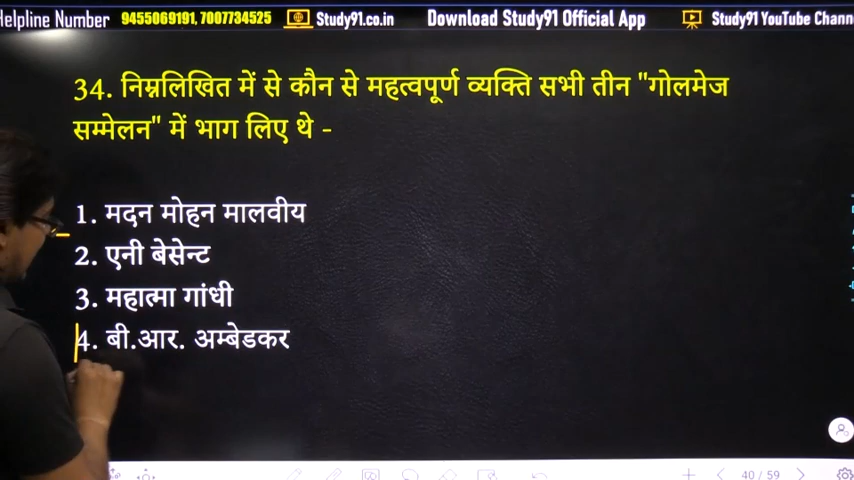 Helpline Number 9455069191, 7007734525 Study91.co.in Download Study91 Official App Study91 YouTube Chann
34. निम्नलिखित में से कौन से महत्वपूर्ण व्यक्ति सभी तीन "गोलमेज
सम्मेलन" में भाग लिए थे -
1. मदन मोहन मालवीय
2. एनी बेसेन्ट
3. महात्मा गांधी
4. बी.आर. अम्बेडकर
40 / 59